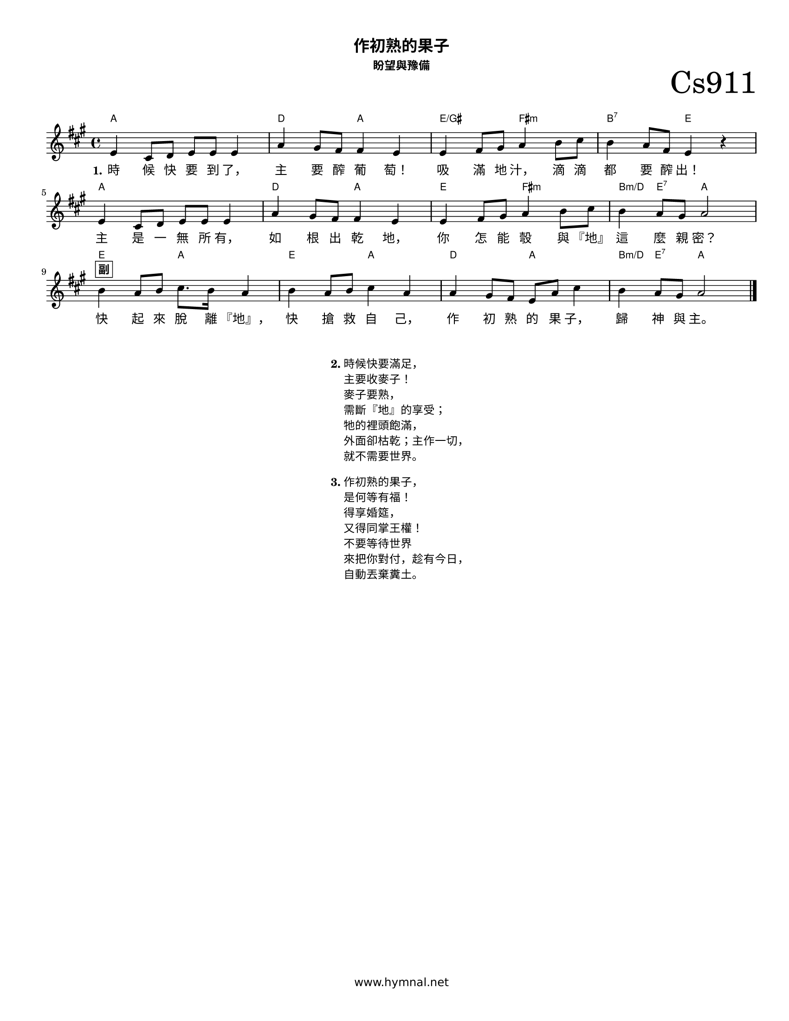 作初熟的果子
盼望與豫備
Cs911
A D A E/G♯ F♯m B7 E
1. 時 候 快 要 到 了， 主 要 醡 葡 萄！ 吸 滿 地 汁， 滴 滴 都 要 醡 出！
5
A D A E F♯m Bm/D E7 A
主 是 一 無 所 有， 如 根 出 乾 地， 你 怎 能 彀 與 『地』 這 麼 親 密？
9
E A E A D A Bm/D E7 A
副
快 起 來 脫 離 『地』， 快 搶 救 自 己， 作 初 熟 的 果 子， 歸 神 與 主。
2. 時候快要滿足，
主要收麥子！
麥子要熟，
需斷『地』的享受；
牠的裡頭飽滿，
外面卻枯乾；主作一切，
就不需要世界。
3. 作初熟的果子，
是何等有福！
得享婚筵，
又得同掌王權！
不要等待世界
來把你對付，趁有今日，
自動丟棄糞土。
www.hymnal.net